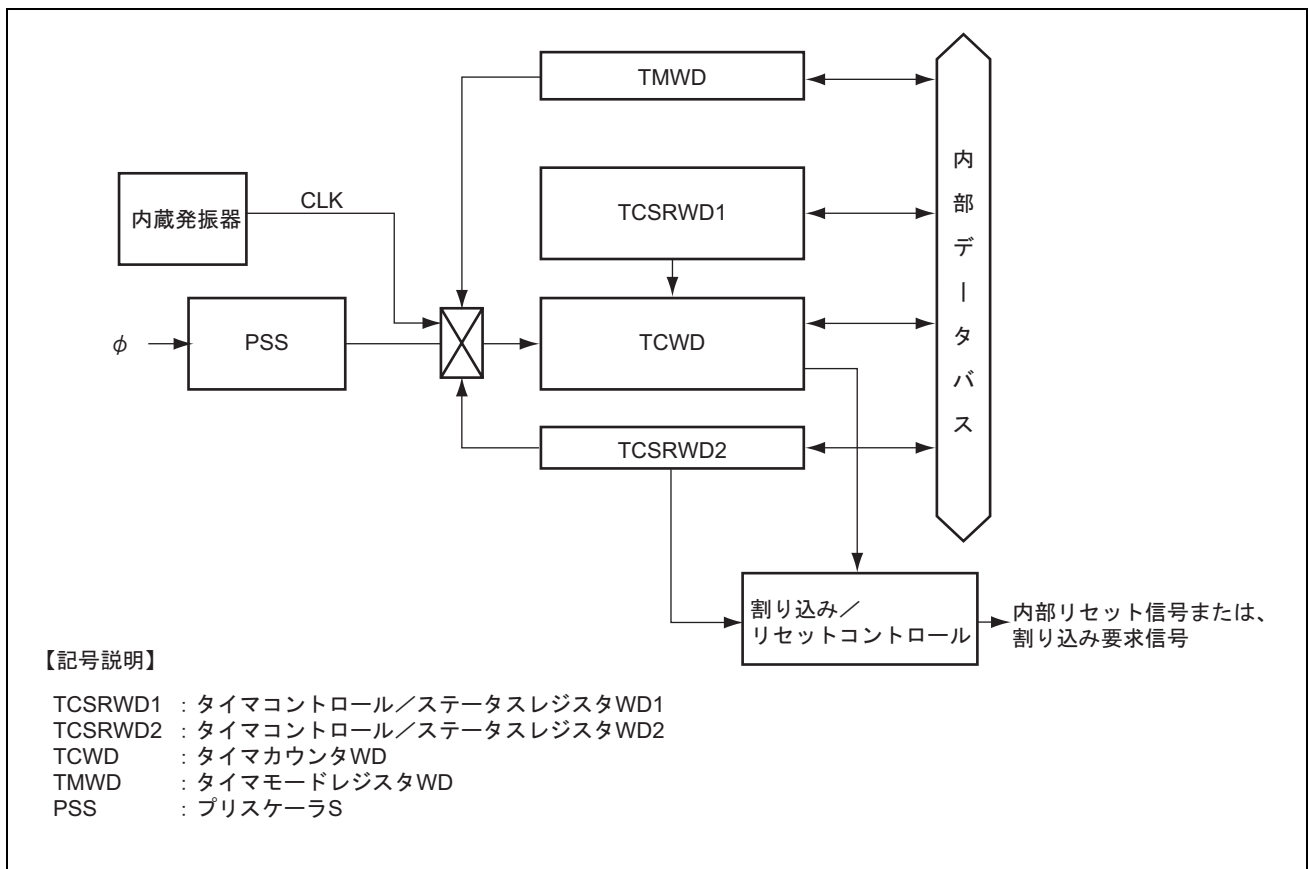 TMWD
内蔵発振器
CLK
TCSRWD1
φ
PSS
TCWD
TCSRWD2
内部データバス
割り込み/
リセットコントロール
内部リセット信号または、
割り込み要求信号
【記号説明】
TCSRWD1 : タイマコントロール/ステータスレジスタWD1
TCSRWD2 : タイマコントロール/ステータスレジスタWD2
TCWD : タイマカウンタWD
TMWD : タイマモードレジスタWD
PSS : プリスケーラS